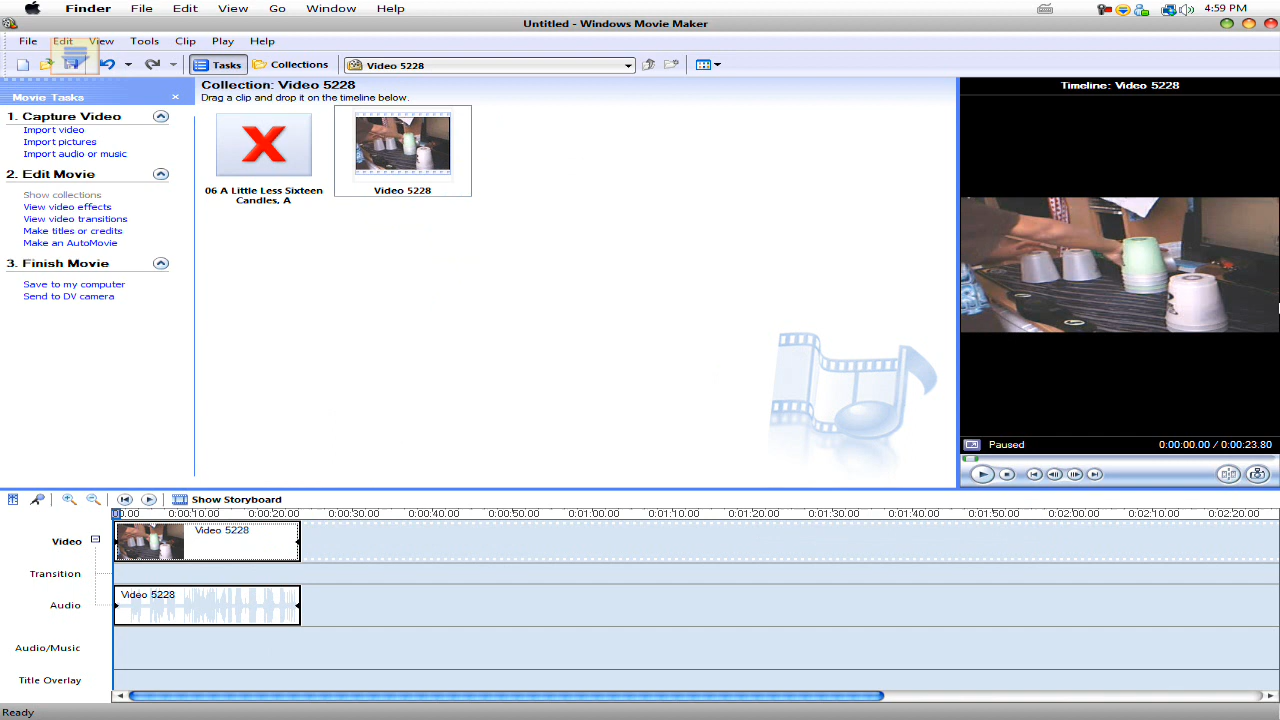 Finder File Edit View Go Window Help 4:59 PM
Untitled - Windows Movie Maker
File Edit View Tools Clip Play Help
Tasks Collections Video 5228
Movie Tasks
1. Capture Video
Import video
Import pictures
Import audio or music
2. Edit Movie
Show collections
View video effects
View video transitions
Make titles or credits
Make an AutoMovie
3. Finish Movie
Save to my computer
Send to DV camera
Collection: Video 5228
Drag a clip and drop it on the timeline below.
06 A Little Less Sixteen
Candles, A
Video 5228
Timeline: Video 5228
Paused 0:00:00.00 / 0:00:23.80
Show Storyboard
00.00 0:00:10.00 0:00:20.00 0:00:30.00 0:00:40.00 0:00:50.00 0:01:00.00 0:01:10.00 0:01:20.00 0:01:30.00 0:01:40.00 0:01:50.00 0:02:00.00 0:02:10.00 0:02:20.00
Video Video 5228
Transition
Audio Video 5228
Audio/Music
Title Overlay
Ready